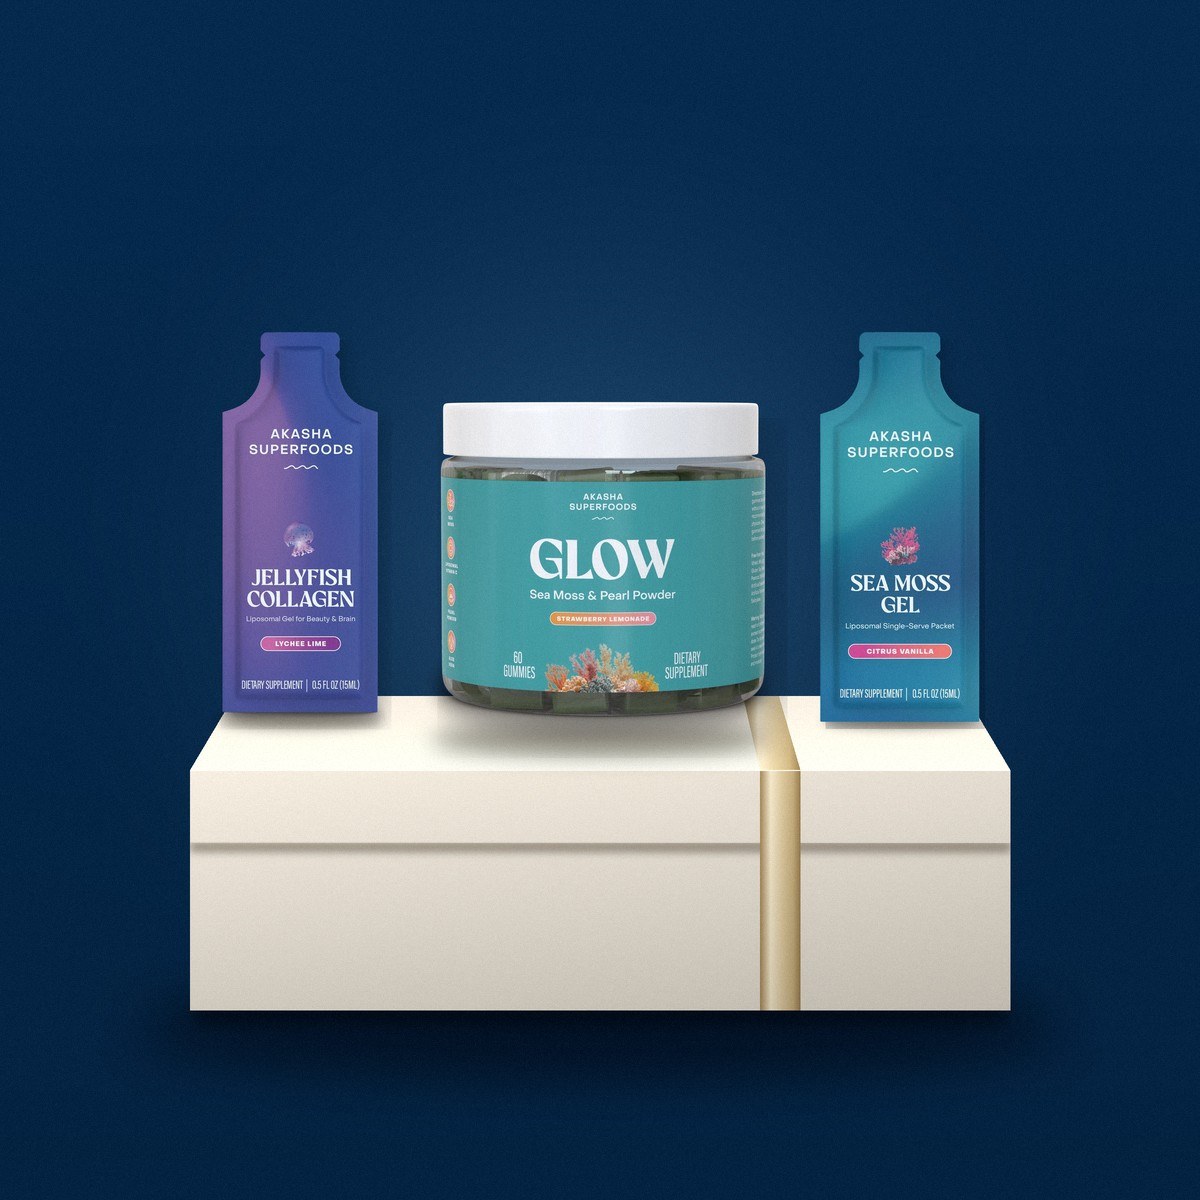 AKASHA
SUPERFOODS
JELLYFISH
COLLAGEN
Liposomal Gel for Beauty & Brain
LYCHEE LIME
DIETARY SUPPLEMENT | 0.5 FL OZ (15ML)
AKASHA
SUPERFOODS
GLOW
Sea Moss & Pearl Powder
STRAWBERRY LEMONADE
60
GUMMIES
DIETARY
SUPPLEMENT
AKASHA
SUPERFOODS
SEA MOSS
GEL
Liposomal Single-Serve Packet
CITRUS VANILLA
DIETARY SUPPLEMENT | 0.5 FL OZ (15ML)